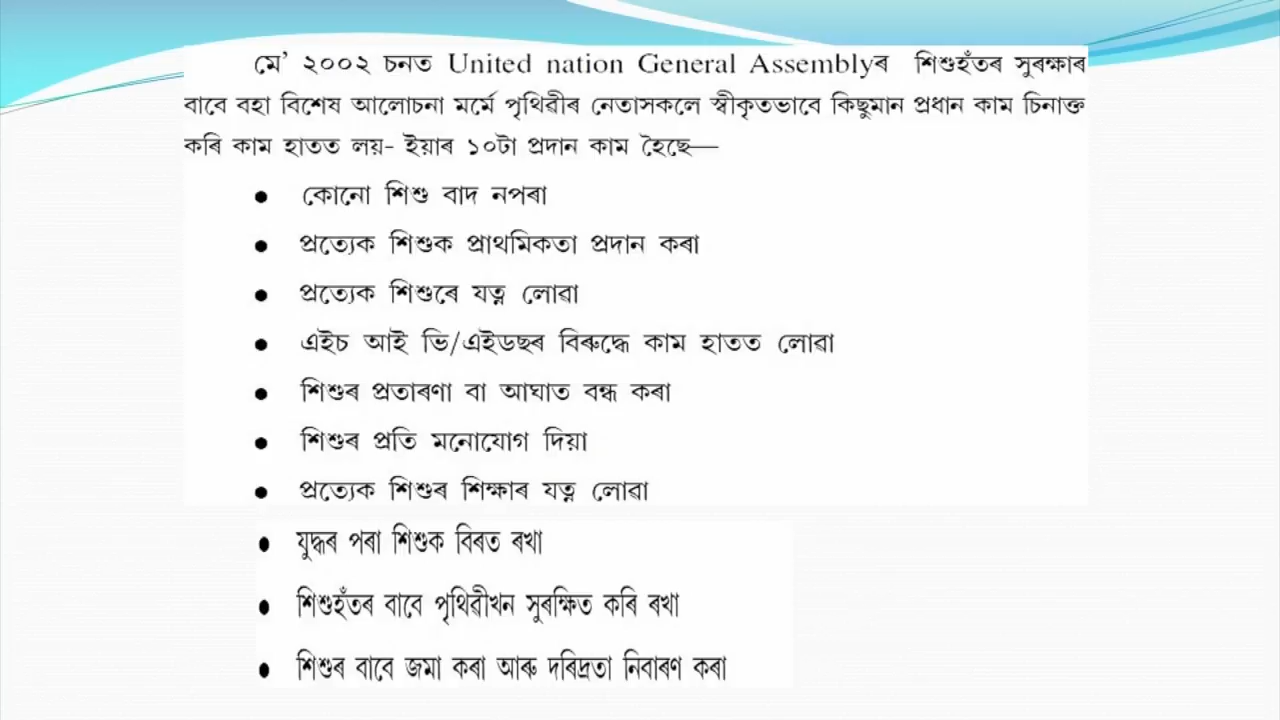 মে’ ২০০২ চনত United nation General Assemblyৰ শিশুহঁতৰ সুৰক্ষাৰ
বাবে বহা বিশেষ আলোচনা মৰ্মে পৃথিৱীৰ নেতাসকলে স্বীকৃতভাবে কিছুমান প্ৰধান কাম চিনাক্ত
কৰি কাম হাতত লয়- ইয়াৰ ১০টা প্ৰদান কাম হৈছে—
● কোনো শিশু বাদ নপৰা
● প্ৰত্যেক শিশুক প্ৰাথমিকতা প্ৰদান কৰা
● প্ৰত্যেক শিশুৰে যত্ন লোৱা
● এইচ আই ভি/এইডছৰ বিৰুদ্ধে কাম হাতত লোৱা
● শিশুৰ প্ৰতাৰণা বা আঘাত বন্ধ কৰা
● শিশুৰ প্ৰতি মনোযোগ দিয়া
● প্ৰত্যেক শিশুৰ শিক্ষাৰ যত্ন লোৱা
● যুদ্ধৰ পৰা শিশুক বিৰত ৰখা
● শিশুহঁতৰ বাবে পৃথিৱীখন সুৰক্ষিত কৰি ৰখা
● শিশুৰ বাবে জমা কৰা আৰু দৰিদ্ৰতা নিবাৰণ কৰা